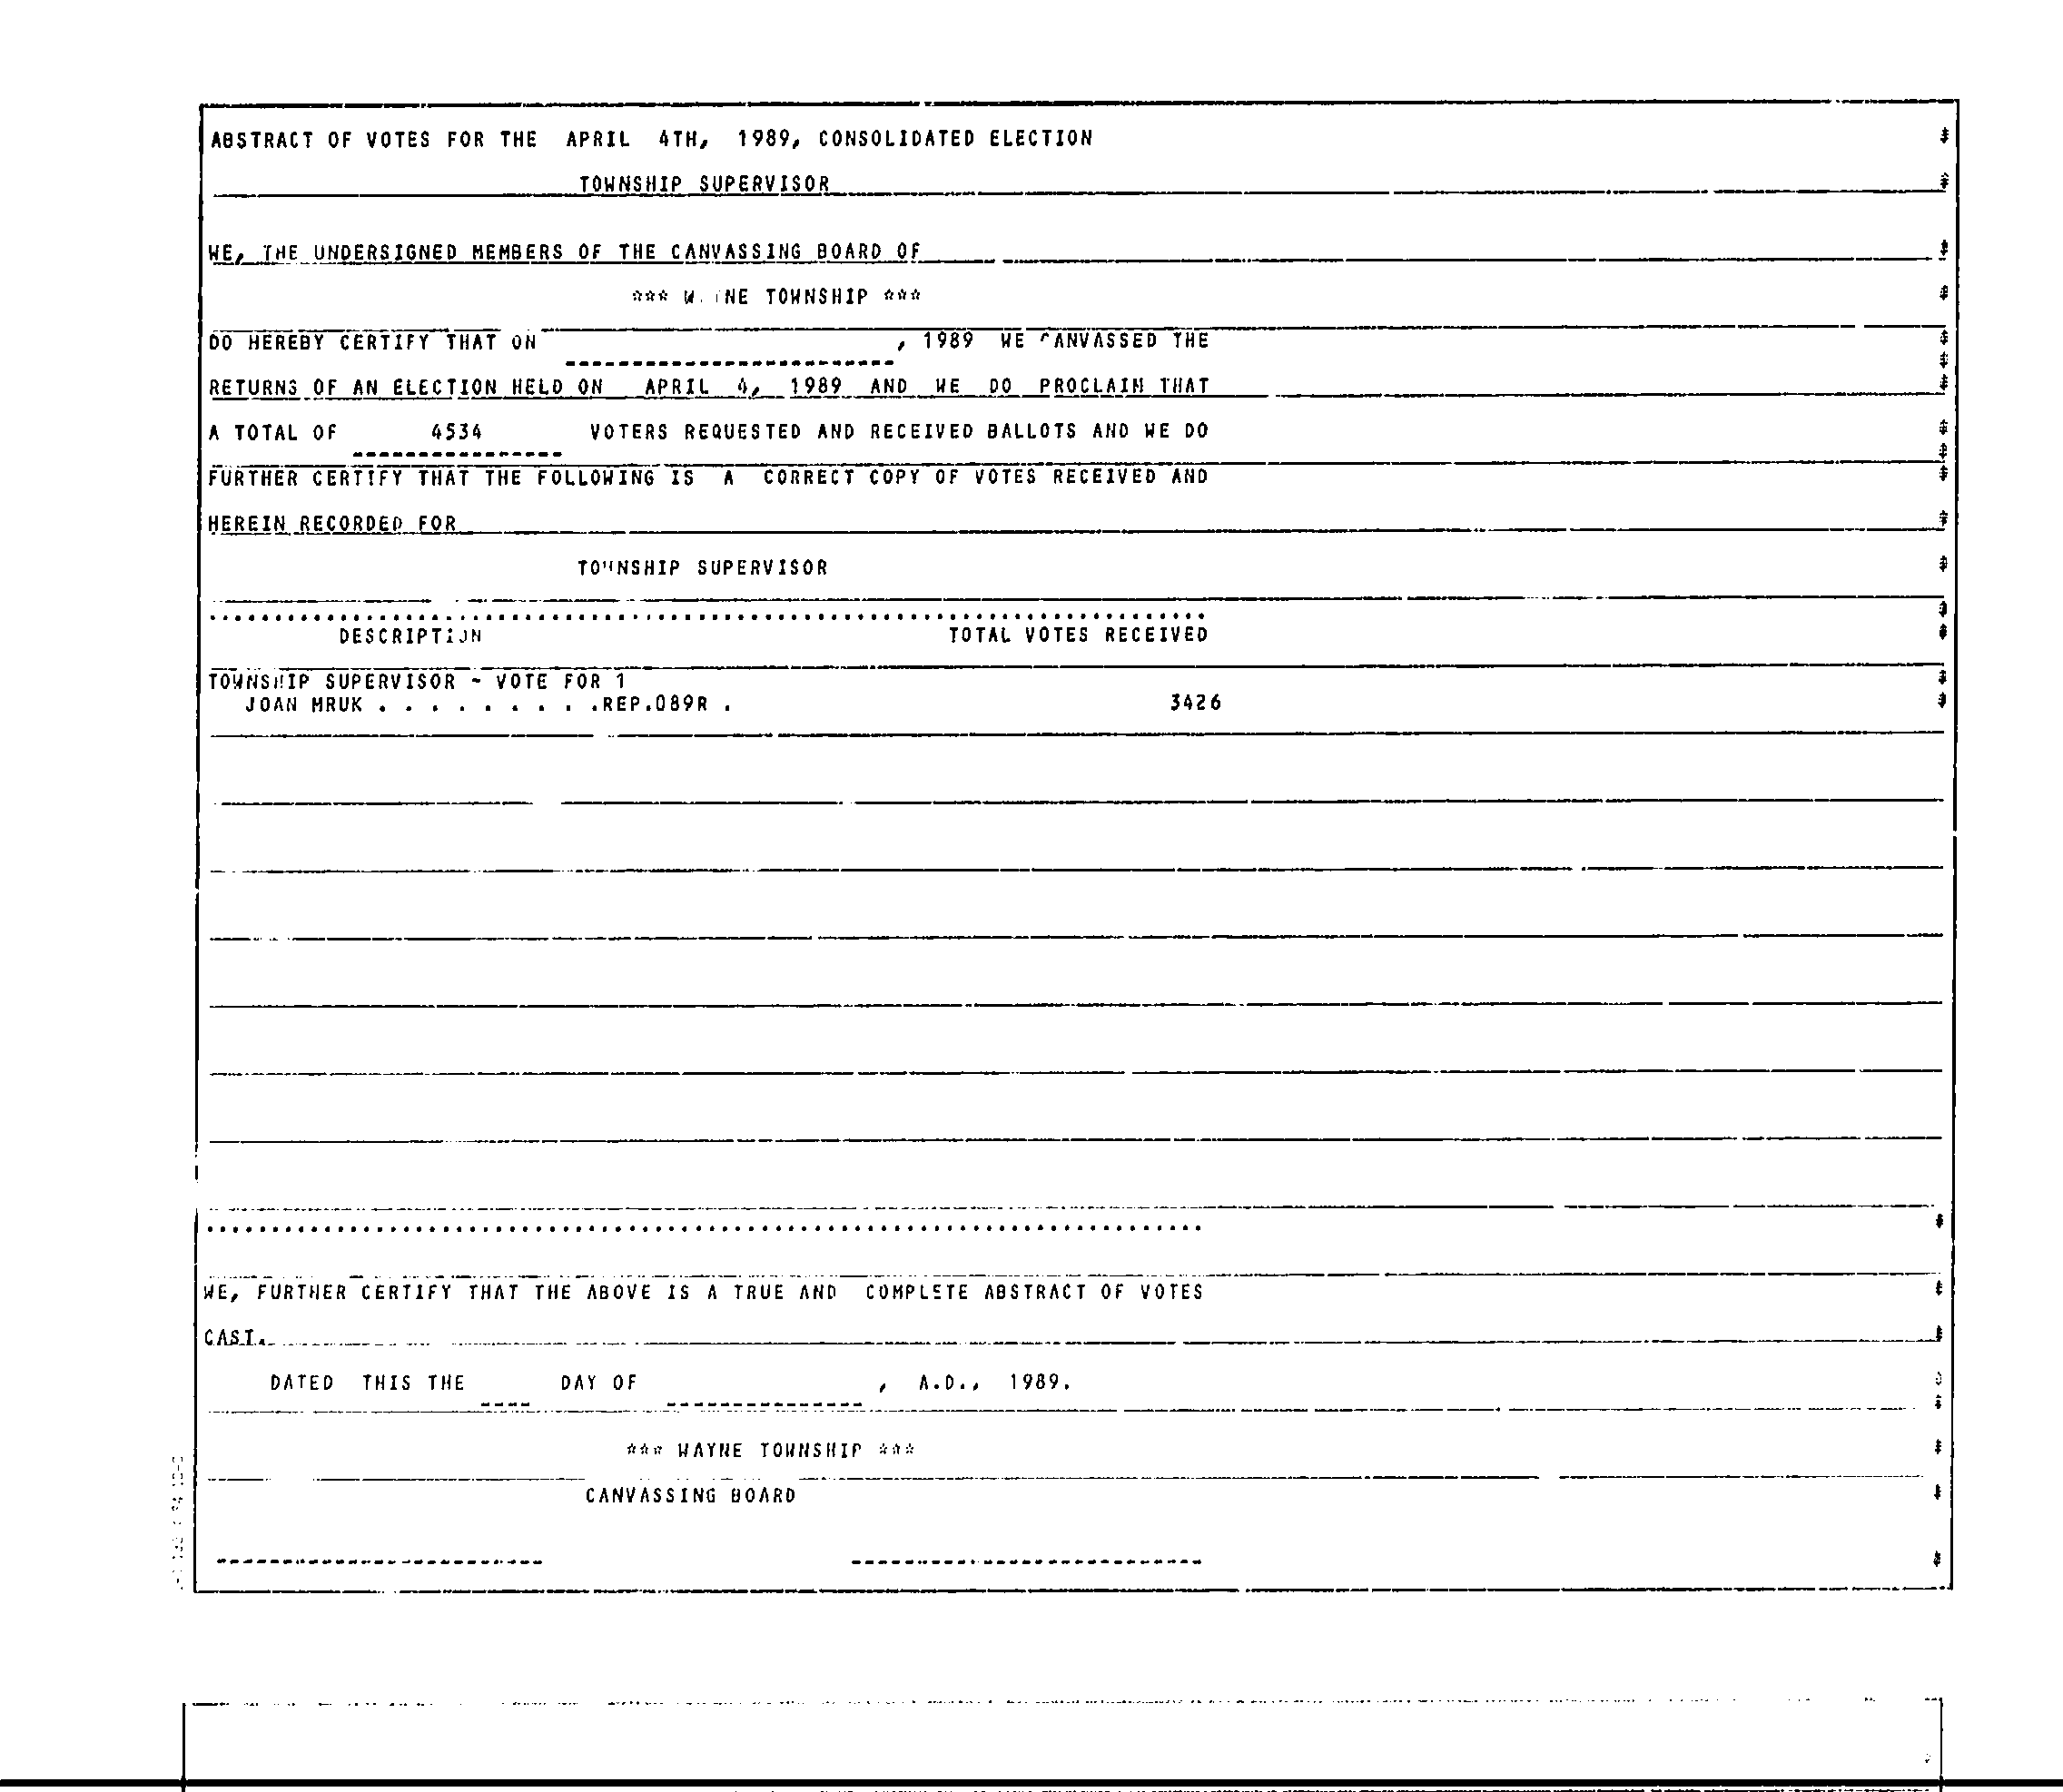 ABSTRACT OF VOTES FOR THE APRIL 4TH, 1989, CONSOLIDATED ELECTION
TOWNSHIP SUPERVISOR
WE, THE UNDERSIGNED MEMBERS OF THE CANVASSING BOARD OF
*** TOWNSHIP ***
DO HEREBY CERTIFY THAT ON , 1989 WE CANVASSED THE
RETURNS OF AN ELECTION HELD ON APRIL 4, 1989 AND WE DO PROCLAIM THAT
A TOTAL OF 4534 VOTERS REQUESTED AND RECEIVED BALLOTS AND WE DO
FURTHER CERTIFY THAT THE FOLLOWING IS A CORRECT COPY OF VOTES RECEIVED AND
HEREIN RECORDED FOR
TOWNSHIP SUPERVISOR
DESCRIPTION TOTAL VOTES RECEIVED
TOWNSHIP SUPERVISOR - VOTE FOR 1
JOAN MRUK . . . . . . . . .REP.089R . 3426
WE, FURTHER CERTIFY THAT THE ABOVE IS A TRUE AND COMPLETE ABSTRACT OF VOTES
CAST.
DATED THIS THE ---- DAY OF --------------- , A.D., 1989.
*** WAYNE TOWNSHIP ***
CANVASSING BOARD